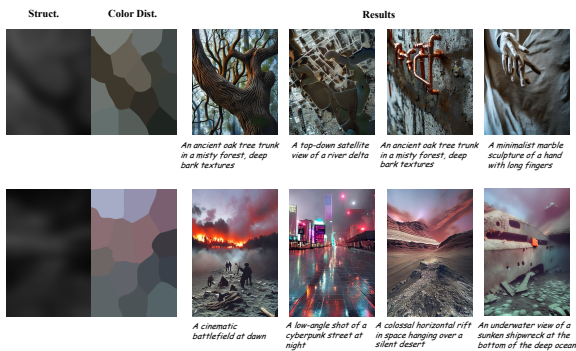 Struct.
Color Dist.
Results
An ancient oak tree trunk
in a misty forest, deep
bark textures
A top-down satellite
view of a river delta
An ancient oak tree trunk
in a misty forest, deep
bark textures
A minimalist marble
sculpture of a hand
with long fingers
A cinematic
battlefield at dawn
A low-angle shot of a
cyberpunk street at
night
A colossal horizontal rift
in space hanging over a
silent desert
An underwater view of a
sunken shipwreck at the
bottom of the deep ocean